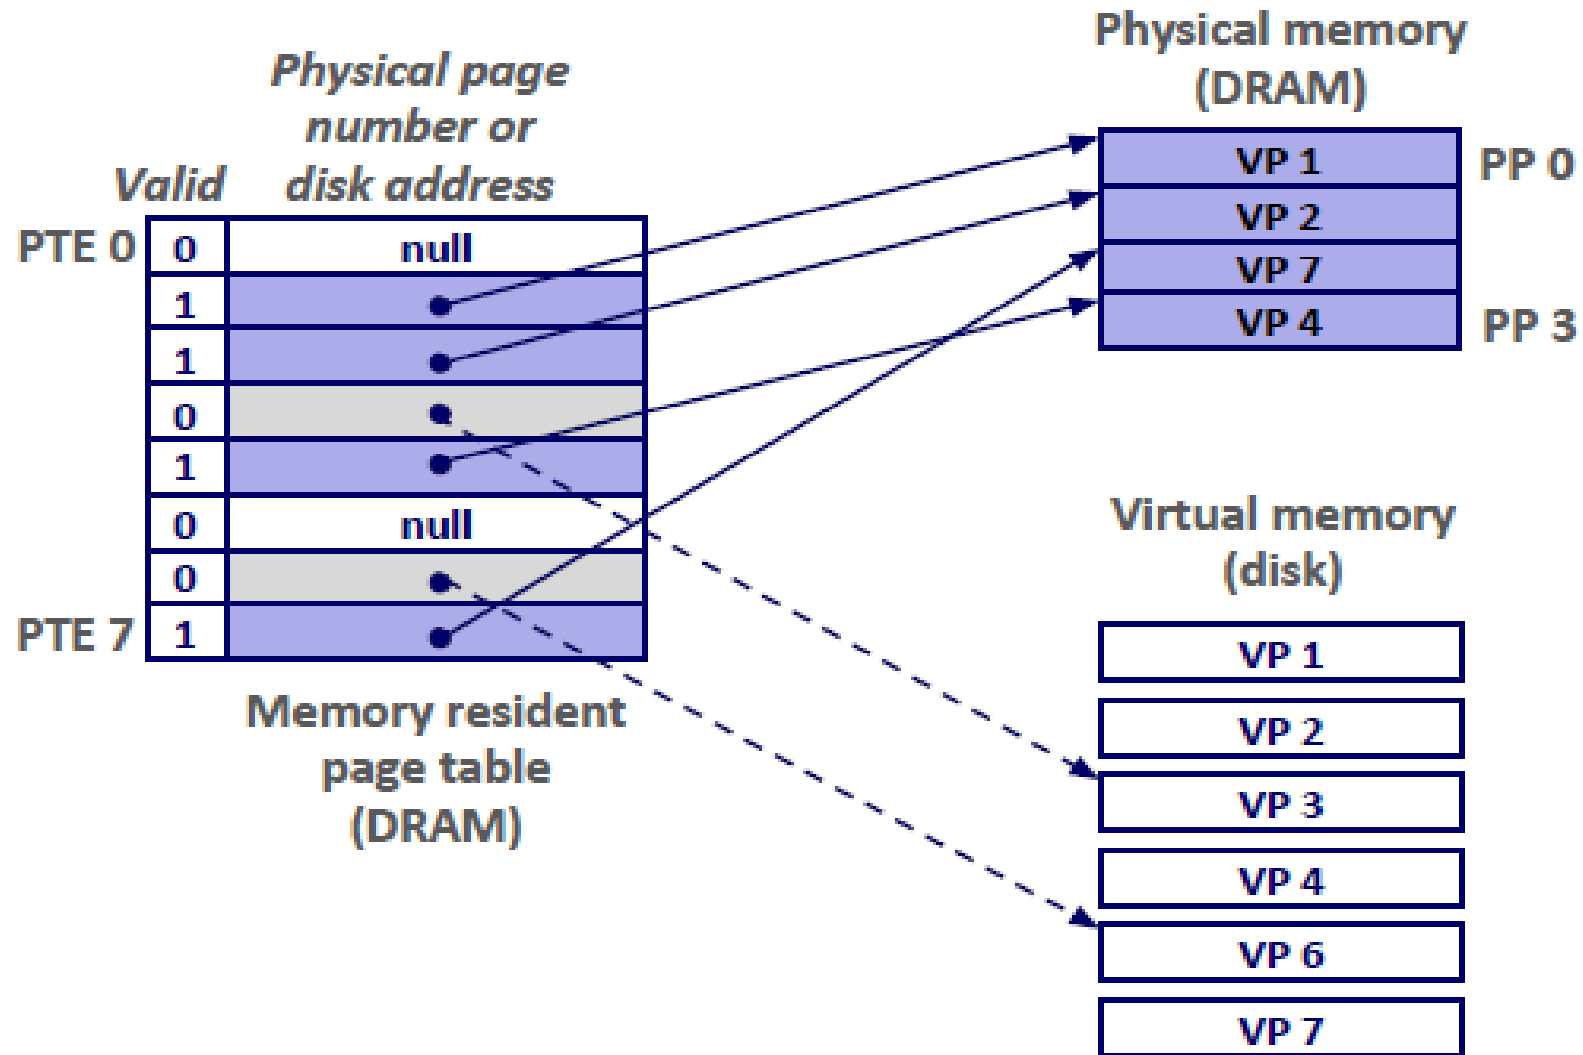 Physical memory
(DRAM)
Physical page
number or
disk address
Valid
VP 1
PP 0
VP 2
VP 7
VP 4
PP 3
PTE 0
0
null
1
1
0
1
0
null
0
PTE 7
1
Memory resident
page table
(DRAM)
Virtual memory
(disk)
VP 1
VP 2
VP 3
VP 4
VP 6
VP 7